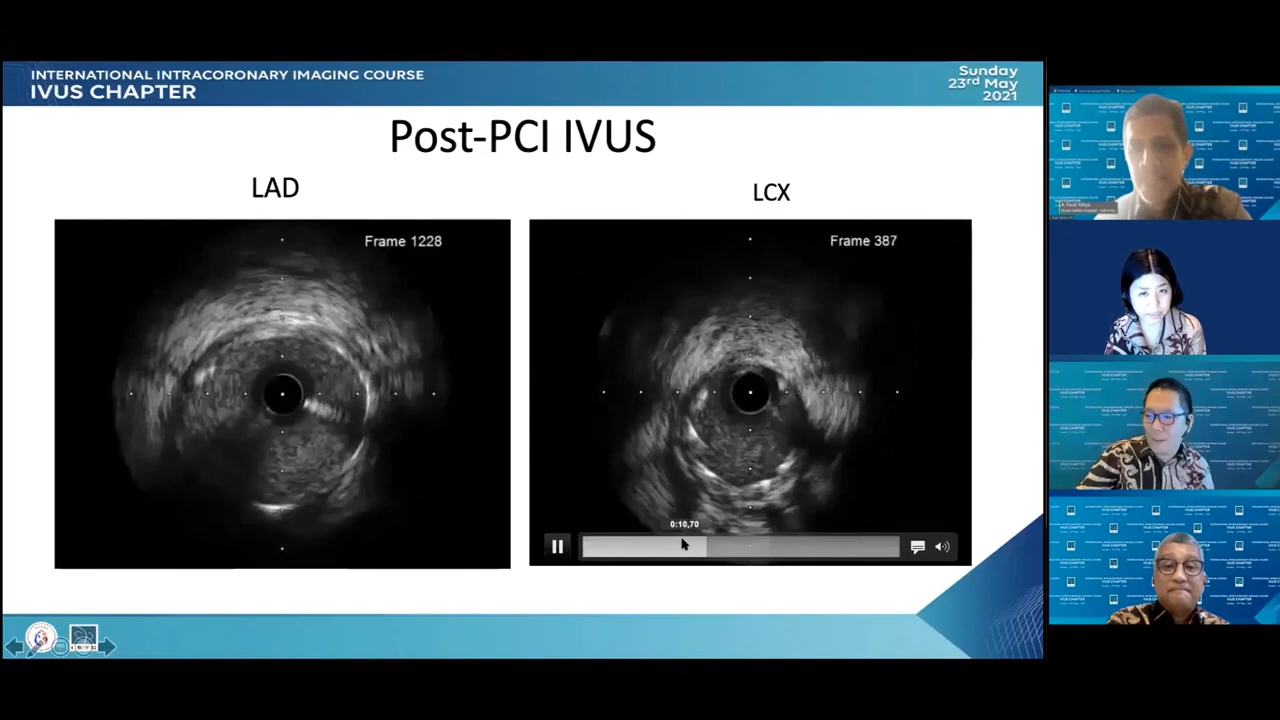 INTERNATIONAL INTRACORONARY IMAGING COURSE
IVUS CHAPTER
Sunday
23rd May
2021
Post-PCI IVUS
LAD
LCX
Frame 1228
Frame 387
0:10,70